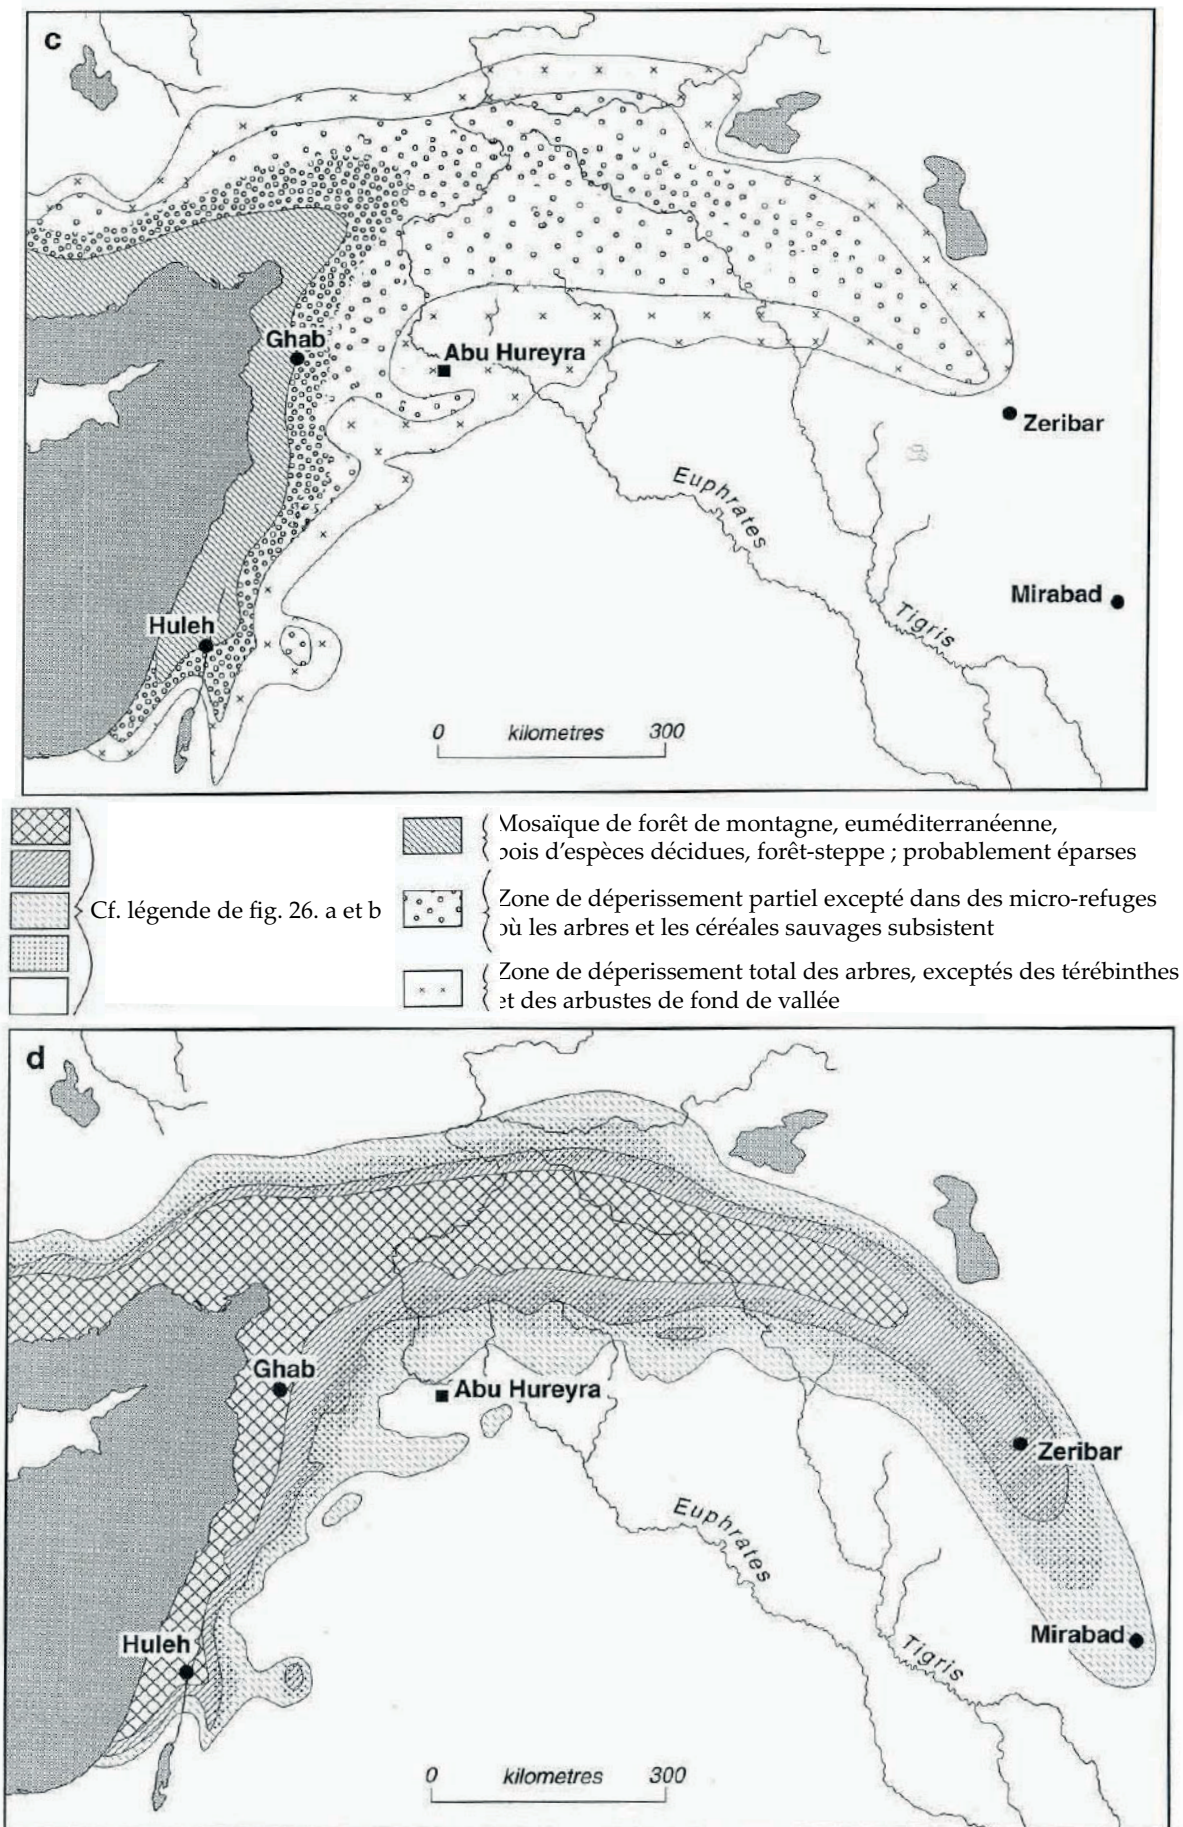 c
Ghab
Abu Hureyra
Zeribar
Euphrates
Mirabad
Huleh
Tigris
0 kilometres 300
Cf. légende de fig. 26. a et b
Mosaïque de forêt de montagne, euméditerranéenne,
bois d'espèces décidues, forêt-steppe ; probablement éparses
Zone de déperissement partiel excepté dans des micro-refuges
où les arbres et les céréales sauvages subsistent
Zone de déperissement total des arbres, exceptés des térébinthes
et des arbustes de fond de vallée
d
Ghab
Abu Hureyra
Zeribar
Euphrates
Mirabad
Huleh
Tigris
0 kilometres 300